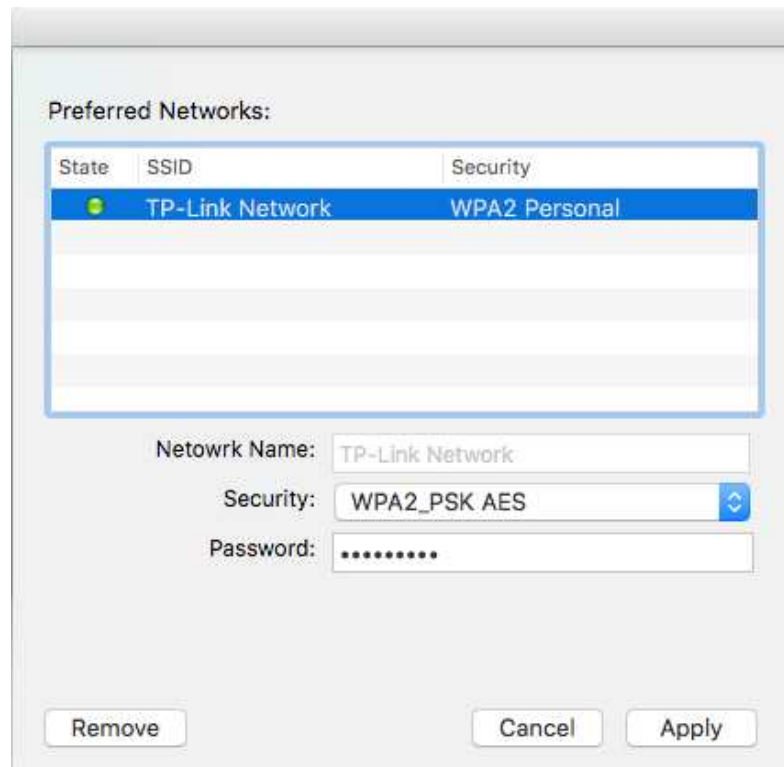 Preferred Networks:
State SSID Security
TP-Link Network WPA2 Personal
Netowrk Name: TP-Link Network
Security: WPA2_PSK AES
Password: •••••••••
Remove Cancel Apply